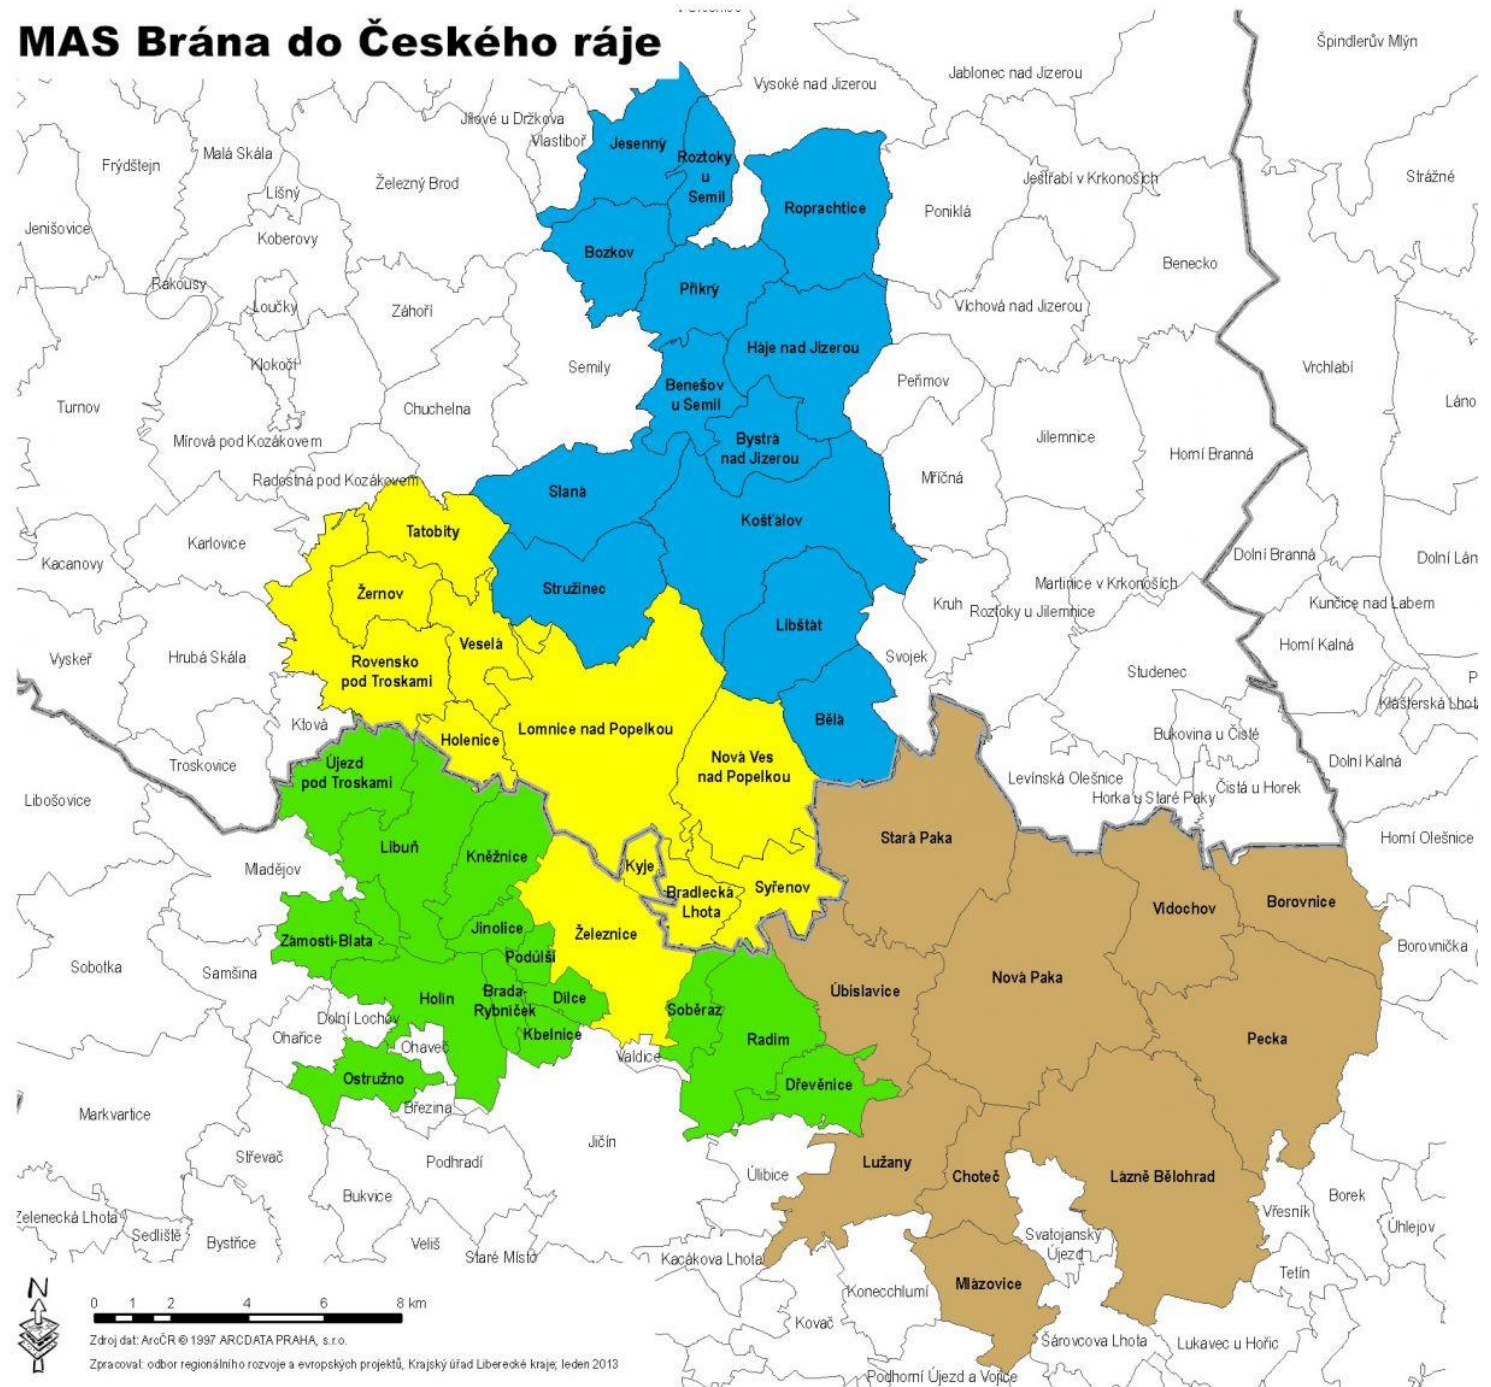 MAS Brána do Českého ráje
Špindlerův Mlýn
Jablonec nad Jizerou
Vysoké nad Jizerou
Jílové u Držkova
Vlastiboř
Jesenný
Roztoky
u
Semil
Malá Skála
Frýdštejn
Líšný
Železný Brod
Jestřabí v Krkonoších
Strážné
Roprachtice
Poniklá
Jenišovice
Koberovy
Bozkov
Benecko
Rakousy
Příkrý
Loučky
Záhoří
Víchová nad Jizerou
Háje nad Jizerou
Klokočí
Semily
Vrchlabí
Peřimov
Benešov
u Semil
Turnov
Chuchelna
Láno
Mírová pod Kozákovem
Jilemnice
Bystrá
nad Jizerou
Horní Branná
Radostná pod Kozákovem
Mříčná
Slaná
Košťálov
Tatobity
Karlovice
Kacanovy
Dolní Branná
Dolní Lán
Martinice v Krkonoších
Stružinec
Žernov
Kruh
Roztoky u Jilemnice
Kunčice nad Labem
Libštát
Veselá
Horní Kalná
Vyskeř
Hrubá Skála
Svojek
Rovensko
pod Troskami
Studenec
P
Klášterská Lhota
Ktová
Bělá
Lomnice nad Popelkou
Holenice
Bukovina u Čisté
Nová Ves
nad Popelkou
Dolní Kalná
Troskovice
Újezd
pod Troskami
Levínská Olešnice
Čistá u Horek
Horka u Staré Paky
Libošovice
Stará Paka
Horní Olešnice
Libuň
Kněžnice
Mladějov
Kyje
Bradlecká
Lhota
Syřenov
Vidochov
Borovnice
Jinolice
Železnice
Zámostí-Blata
Borovnička
Podůlší
Sobotka
Samšina
Nová Paka
Úbislavice
Holín
Brada-
Rybníček
Dílce
Soběraz
Dolní Lochov
Kbelnice
Radim
Pecka
Ohařice
Ohaveč
Valdice
Ostružno
Dřevěnice
Březina
Markvartice
Jičín
Střevač
Podhradí
Lužany
Choteč
Lázně Bělohrad
Úlibice
Bukvice
Borek
Vřesník
Zelenecká Lhota
Sedliště
Bystřice
Veliš
Staré Místo
Úhlejov
Svatojanský
Újezd
Kacákova Lhota
Tetín
Mlázovice
Konecchlumí
Kovač
Šárovcova Lhota
Lukavec u Hořic
Podhorní Újezd a Vojice
N
0 1 2 4 6 8 km
Zdroj dat: ArcČR © 1997 ARCDATA PRAHA, s.r.o.
Zpracoval: odbor regionálního rozvoje a evropských projektů, Krajský úřad Liberecké kraje; leden 2013